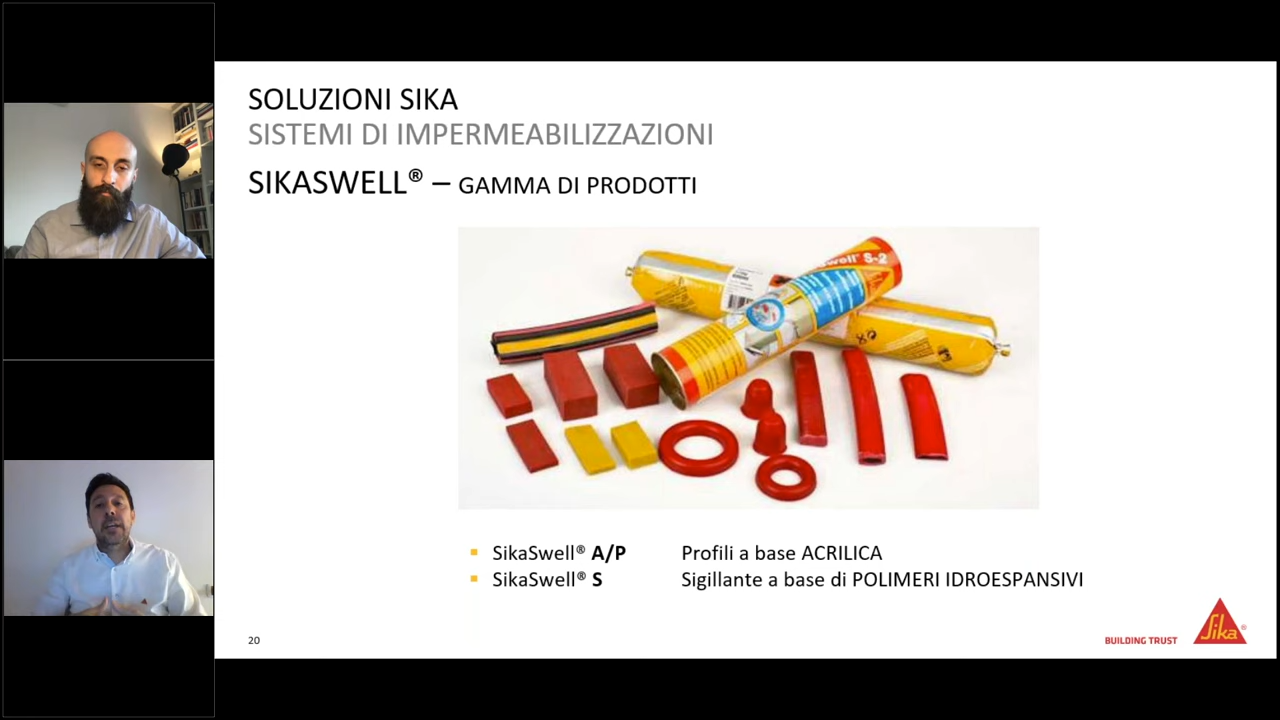 SOLUZIONI SIKA
SISTEMI DI IMPERMEABILIZZAZIONI
SIKASWELL® – GAMMA DI PRODOTTI
S-2
▪ SikaSwell® A/P Profili a base ACRILICA
▪ SikaSwell® S Sigillante a base di POLIMERI IDROESPANSIVI
20
BUILDING TRUST
Sika®